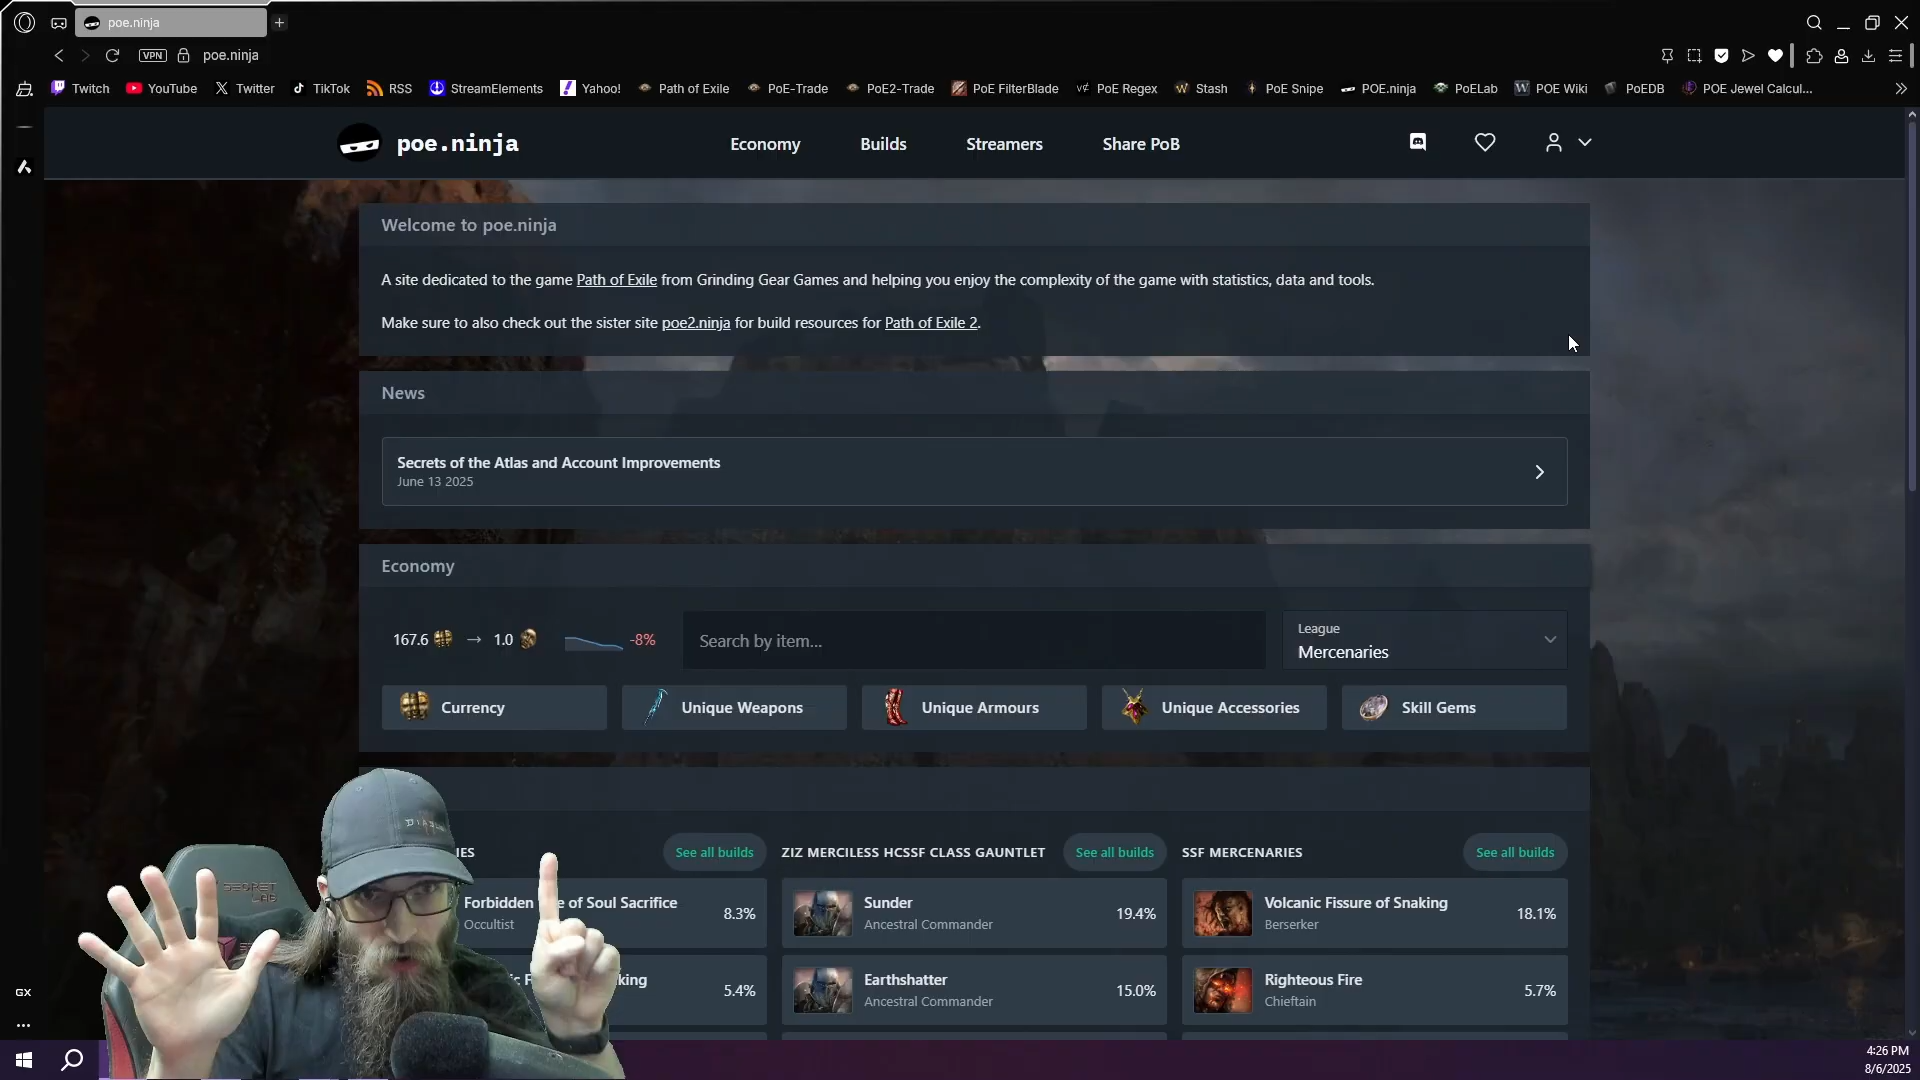 poe.ninja
VPN
poe.ninja
Twitch
YouTube
Twitter
TikTok
RSS
StreamElements
Yahoo!
Path of Exile
PoE-Trade
PoE2-Trade
PoE FilterBlade
PoE Regex
Stash
PoE Snipe
POE.ninja
PoELab
POE Wiki
PoEDB
POE Jewel Calcul...
poe.ninja
Economy
Builds
Streamers
Share PoB
Welcome to poe.ninja
A site dedicated to the game Path of Exile from Grinding Gear Games and helping you enjoy the complexity of the game with statistics, data and tools.
Make sure to also check out the sister site poe2.ninja for build resources for Path of Exile 2.
News
Secrets of the Atlas and Account Improvements
June 13 2025
Economy
167.6 → 1.0 -8%
Search by item...
League
Mercenaries
Currency
Unique Weapons
Unique Armours
Unique Accessories
Skill Gems
IES
See all builds
Forbidden e of Soul Sacrifice
Occultist
8.3%
king
5.4%
ZIZ MERCILESS HCSSF CLASS GAUNTLET
See all builds
Sunder
Ancestral Commander
19.4%
Earthshatter
Ancestral Commander
15.0%
SSF MERCENARIES
See all builds
Volcanic Fissure of Snaking
Berserker
18.1%
Righteous Fire
Chieftain
5.7%
GX
SECRET
LAB
4:26 PM
8/6/2025